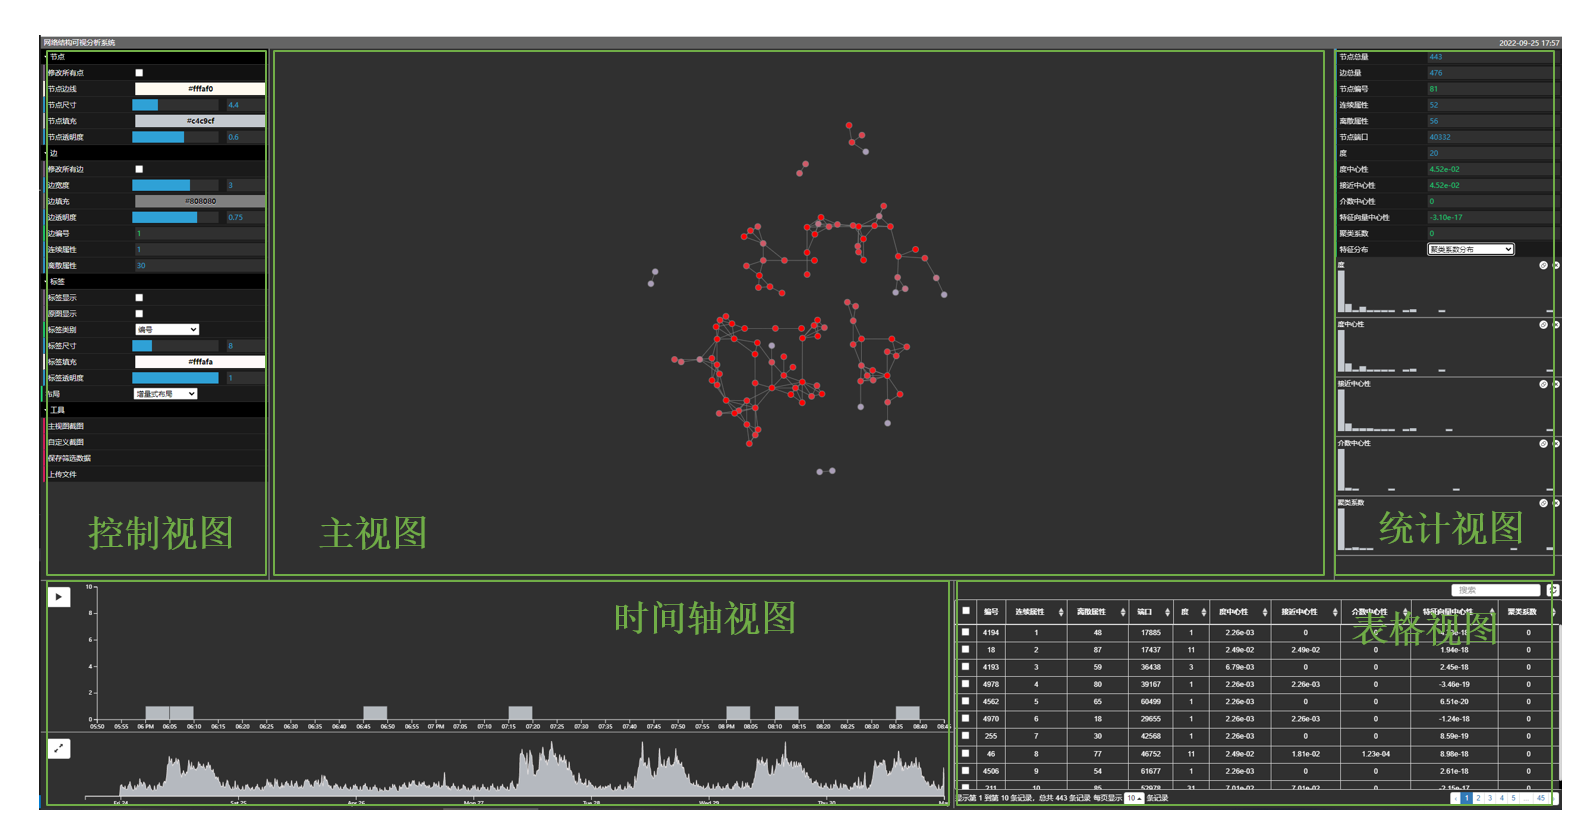 网络结构可视分析系统 2022-09-25 17:57
节点
修改所有点
节点边线 #fffaf0
节点尺寸 4.4
节点填充 #c4c9cf
节点透明度 0.6
边
修改所有边
边宽度 3
边填充 #808080
边透明度 0.75
边编号 1
连续属性 1
离散属性 30
标签
标签显示
原图显示
标签类别 编号
标签尺寸 8
标签填充 #fffafa
标签透明度 1
布局 增量式布局
工具
主视图截图
自定义截图
保存筛选数据
上传文件
控制视图
主视图
节点总量 443
边总量 476
节点编号 81
连续属性 52
离散属性 56
节点端口 40332
度 20
度中心性 4.52e-02
接近中心性 4.52e-02
介数中心性 0
特征向量中心性 -3.10e-17
聚类系数 0
特征分布 聚类系数分布
度
度中心性
接近中心性
介数中心性
聚类系数
统计视图
时间轴视图
10
8
6
4
2
0
05:50 05:55 06 PM 06:05 06:10 06:15 06:20 06:25 06:30 06:35 06:40 06:45 06:50 06:55 07 PM 07:05 07:10 07:15 07:20 07:25 07:30 07:35 07:40 07:45 07:50 07:55 08 PM 08:05 08:10 08:15 08:20 08:25 08:30 08:35 08:40 08:4
Fri 24 Sat 25 Apr 26 Mon 27 Tue 28 Wed 29 Thu 30
搜索
表格视图
编号 连续属性 离散属性 端口 度 度中心性 接近中心性 介数中心性 特征向量中心性 聚类系数
4194 1 48 17885 1 2.26e-03 0 0 0
18 2 87 17437 11 2.49e-02 2.49e-02 0 1.94e-18 0
4193 3 59 36438 3 6.79e-03 0 0 2.45e-18 0
4978 4 80 39167 1 2.26e-03 2.26e-03 0 -3.46e-19 0
4562 5 65 60499 1 2.26e-03 0 0 6.51e-20 0
4970 6 18 29655 1 2.26e-03 2.26e-03 0 -1.24e-18 0
255 7 30 42568 1 2.26e-03 0 0 8.59e-19 0
46 8 77 46752 11 2.49e-02 1.81e-02 1.23e-04 8.98e-18 0
4506 9 54 61677 1 2.26e-03 0 0 2.61e-18 0
211 10 85 52978 31 7.01e-02 7.01e-02 0 -2.15e-17 0
显示第 1 到第 10 条记录，总共 443 条记录 每页显示 10 条记录
‹ 1 2 3 4 5 ... 45